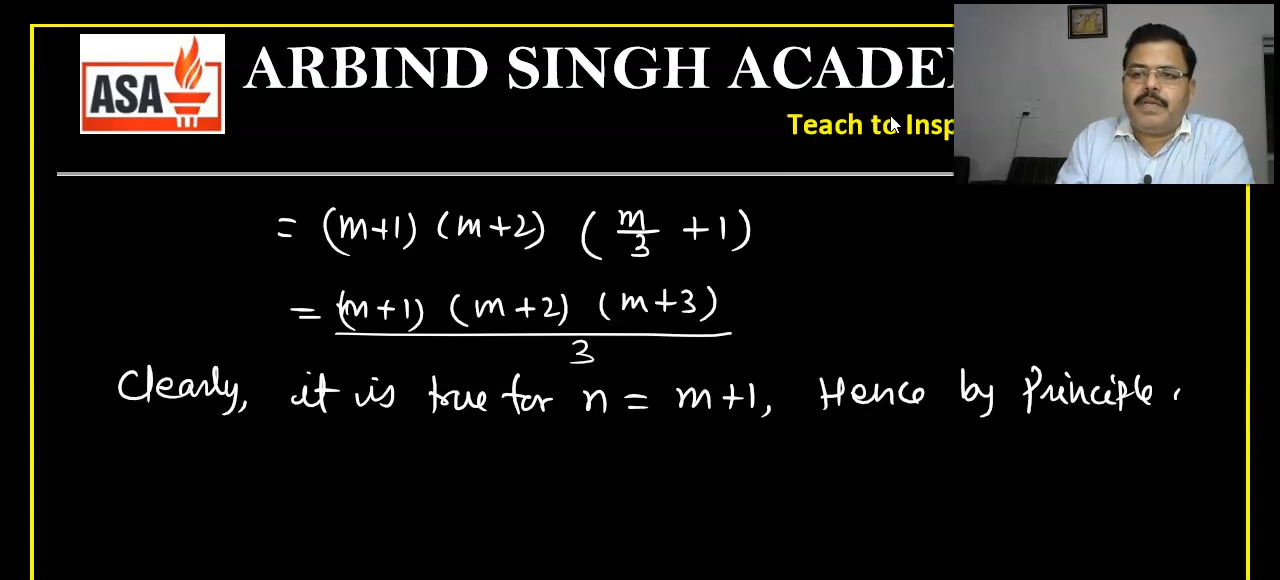 ASA
ARBIND SINGH ACADE
Teach to Insp
= (m+1) (m+2) (m/3 + 1)
= (m+1) (m+2) (m+3) / 3
Clearly, it is true for n = m+1, Hence by Principle